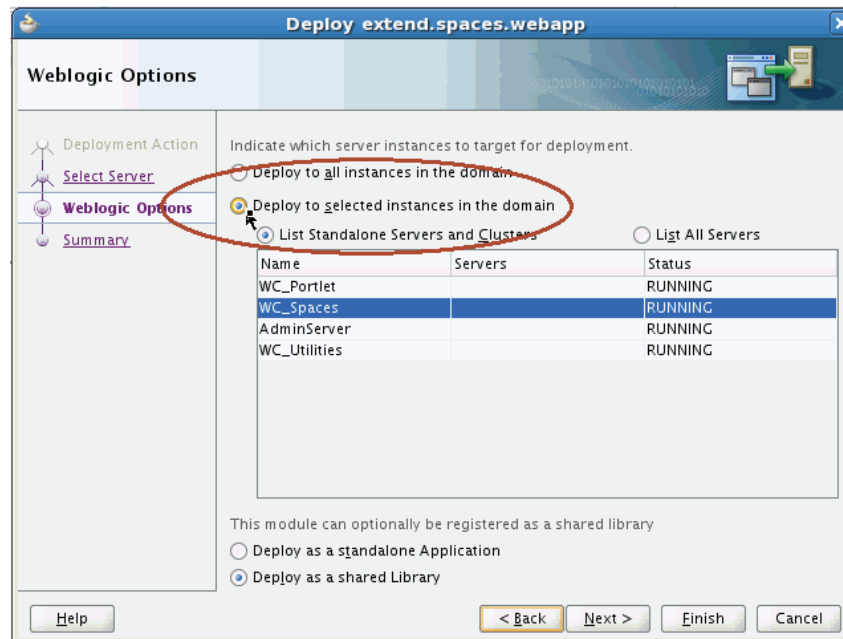 Deploy extend.spaces.webapp
Weblogic Options
Deployment Action
Select Server
Weblogic Options
Summary
Indicate which server instances to target for deployment.
Deploy to all instances in the domain
Deploy to selected instances in the domain
List Standalone Servers and Clusters List All Servers
Name Servers Status
WC_Portlet RUNNING
WC_Spaces RUNNING
AdminServer RUNNING
WC_Utilities RUNNING
This module can optionally be registered as a shared library
Deploy as a standalone Application
Deploy as a shared Library
Help < Back Next > Finish Cancel